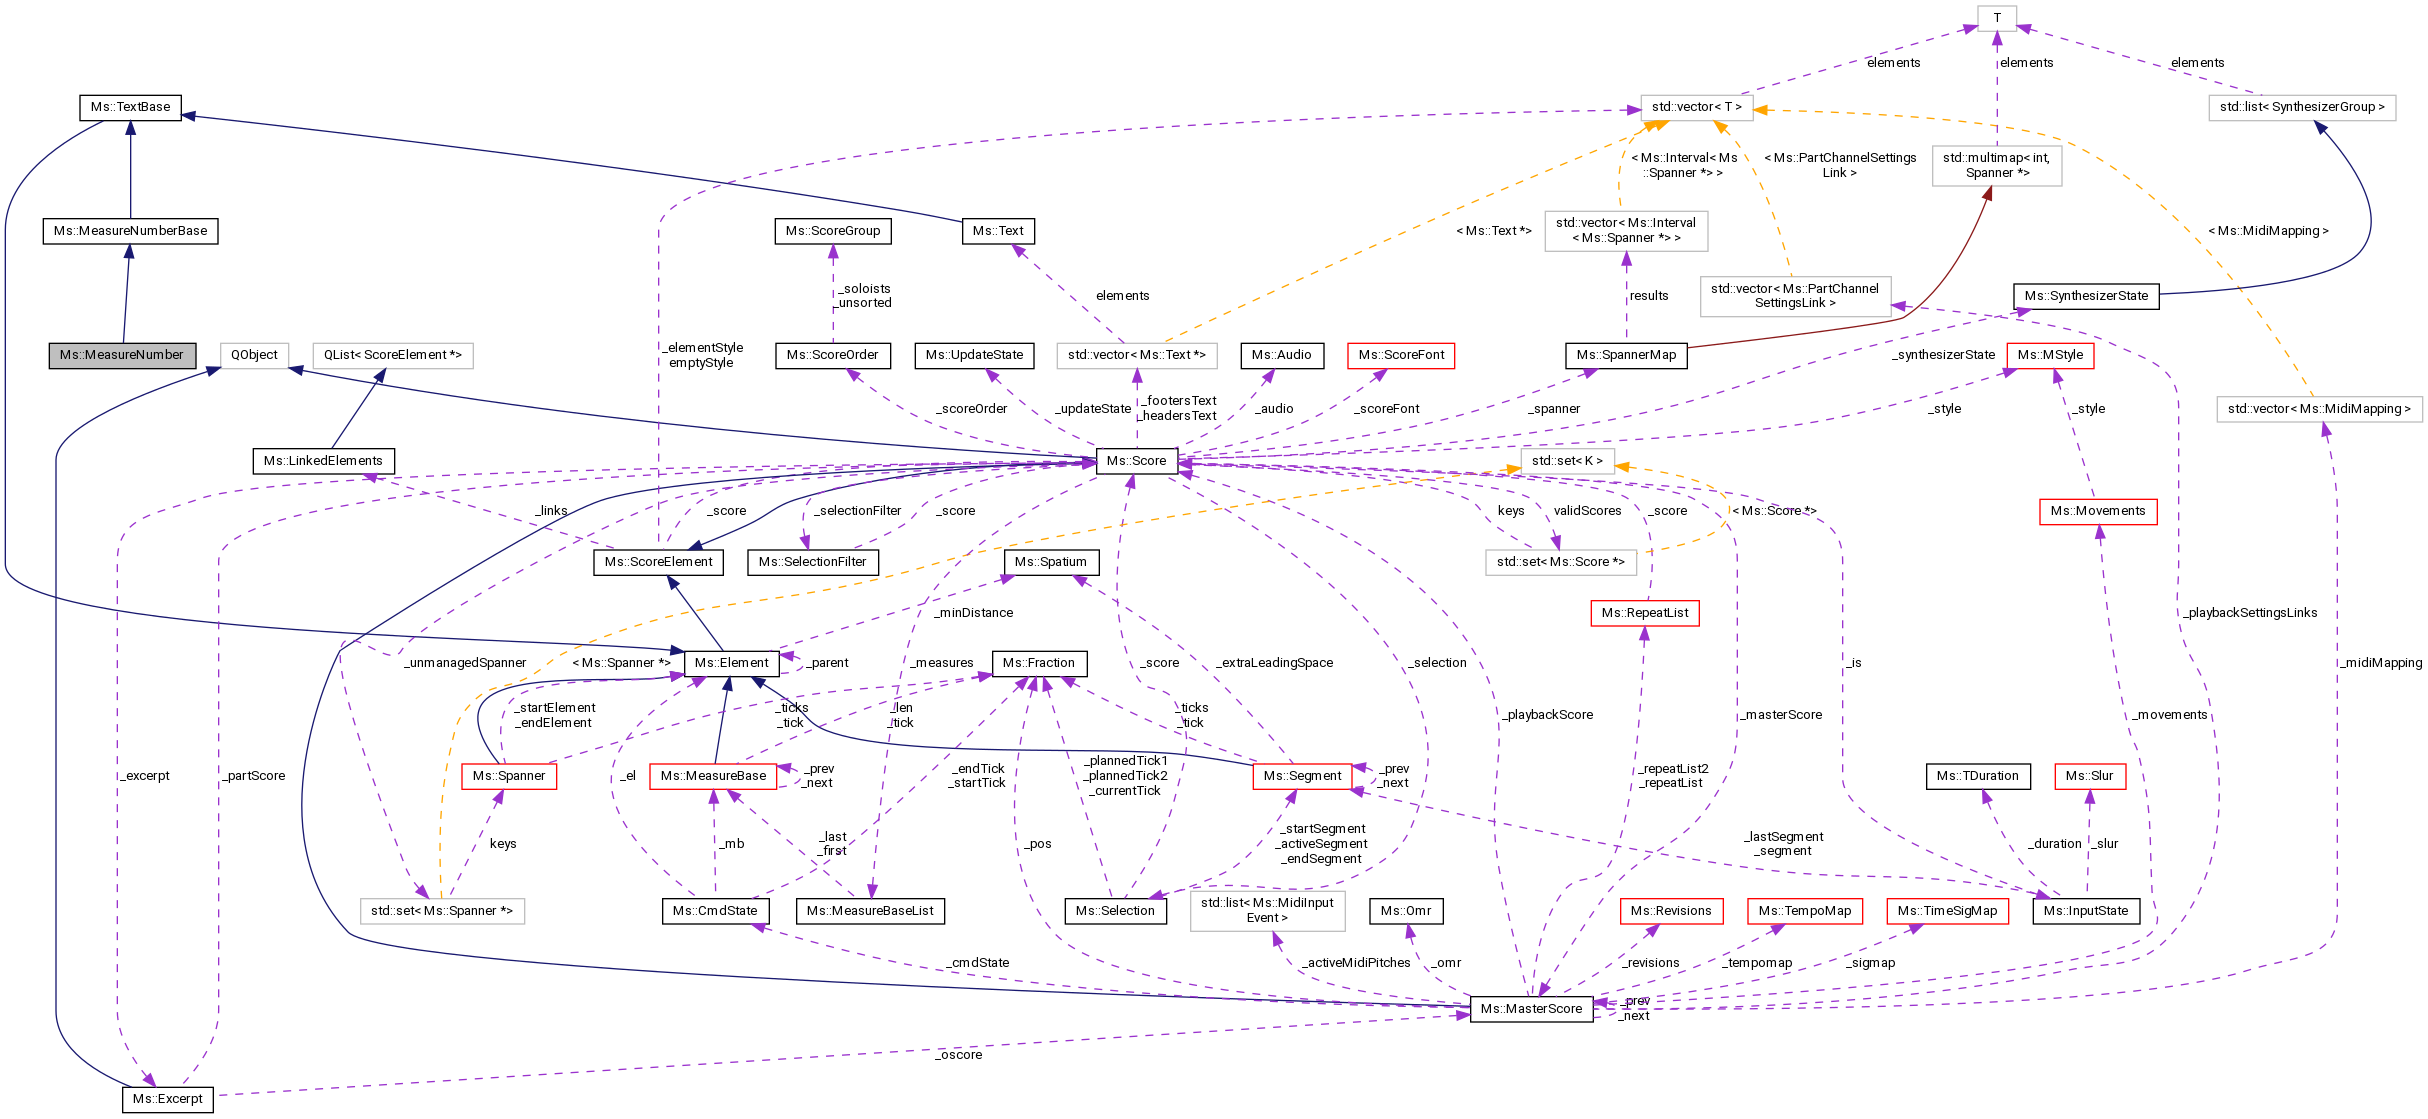 T
elements
elements
elements
Ms::TextBase
std::vector< T >
std::list< SynthesizerGroup >
< Ms::Interval< Ms
::Spanner *> >
< Ms::PartChannelSettings
Link >
std::multimap< int,
Spanner *>
Ms::MeasureNumberBase
Ms::ScoreGroup
Ms::Text
< Ms::Text *>
std::vector< Ms::Interval
< Ms::Spanner *> >
< Ms::MidiMapping >
_soloists
_unsorted
elements
results
std::vector< Ms::PartChannel
SettingsLink >
Ms::SynthesizerState
Ms::MeasureNumber
QObject
QList< ScoreElement *>
_elementStyle
emptyStyle
Ms::ScoreOrder
Ms::UpdateState
std::vector< Ms::Text *>
Ms::Audio
Ms::ScoreFont
Ms::SpannerMap
_synthesizerState
Ms::MStyle
_scoreOrder
_updateState
_footersText
_headersText
_audio
_scoreFont
_spanner
_style
_style
std::vector< Ms::MidiMapping >
Ms::LinkedElements
Ms::Score
std::set< K >
_links
_score
_selectionFilter
_score
keys
validScores
_score
< Ms::Score *>
Ms::Movements
Ms::ScoreElement
Ms::SelectionFilter
Ms::Spatium
std::set< Ms::Score *>
_minDistance
Ms::RepeatList
_playbackSettingsLinks
_unmanagedSpanner
< Ms::Spanner *>
Ms::Element
_parent
_measures
Ms::Fraction
_score
_extraLeadingSpace
_selection
_is
_midiMapping
_startElement
_endElement
_ticks
_tick
_len
_tick
_ticks
_tick
_playbackScore
_masterScore
_movements
_excerpt
_partScore
Ms::Spanner
_el
Ms::MeasureBase
_prev
_next
_endTick
_startTick
_plannedTick1
_plannedTick2
_currentTick
Ms::Segment
_prev
_next
_repeatList2
_repeatList
Ms::TDuration
Ms::Slur
keys
_mb
_last
_first
_pos
_startSegment
_activeSegment
_endSegment
_lastSegment
_segment
_duration
_slur
std::set< Ms::Spanner *>
Ms::CmdState
Ms::MeasureBaseList
Ms::Selection
std::list< Ms::MidiInput
Event >
Ms::Omr
Ms::Revisions
Ms::TempoMap
Ms::TimeSigMap
Ms::InputState
_cmdState
_activeMidiPitches
_omr
_revisions
_tempomap
_sigmap
Ms::MasterScore
_prev
_next
_oscore
Ms::Excerpt